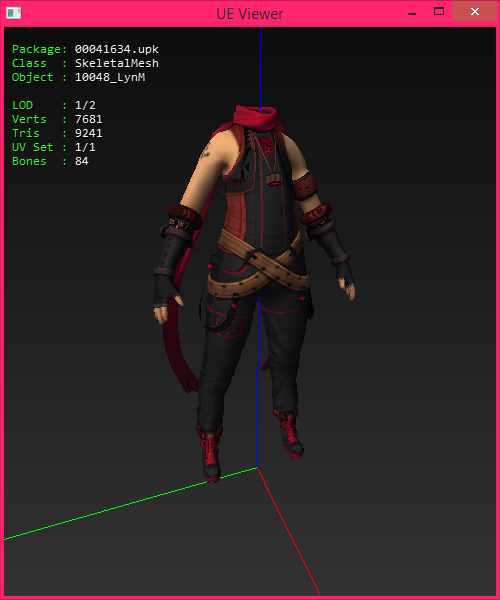 UE Viewer
Package: 00041634.upk
Class : SkeletalMesh
Object : 10048_LynM
LOD : 1/2
Verts : 7681
Tris : 9241
UV Set : 1/1
Bones : 84